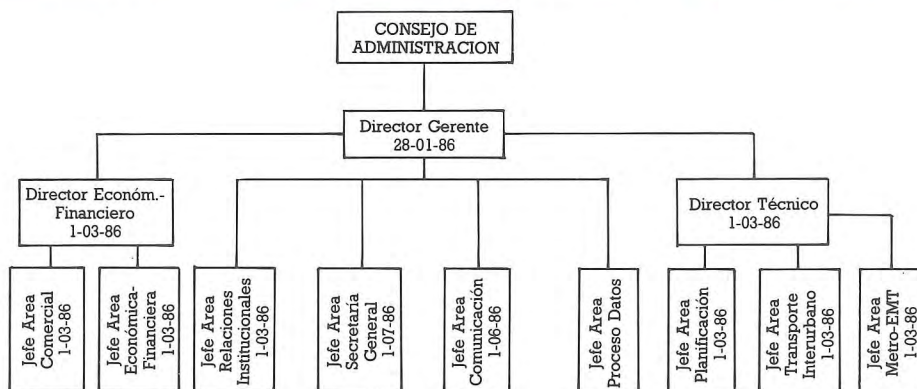 CONSEJO DE
ADMINISTRACION
Director Gerente
28-01-86
Director Económ.-
Financiero
1-03-86
Director Técnico
1-03-86
Jefe Area
Comercial
1-03-86
Jefe Area
Económica-
Financiera
1-03-86
Jefe Area
Relaciones
Institucionales
1-03-86
Jefe Area
Secretaría
General
1-07-86
Jefe Area
Comunicación
1-06-86
Jefe Area
Proceso Datos
Jefe Area
Planificación
1-03-86
Jefe Area
Transporte
Interurbano
1-03-86
Jefe Area
Metro-EMT
1-03-86